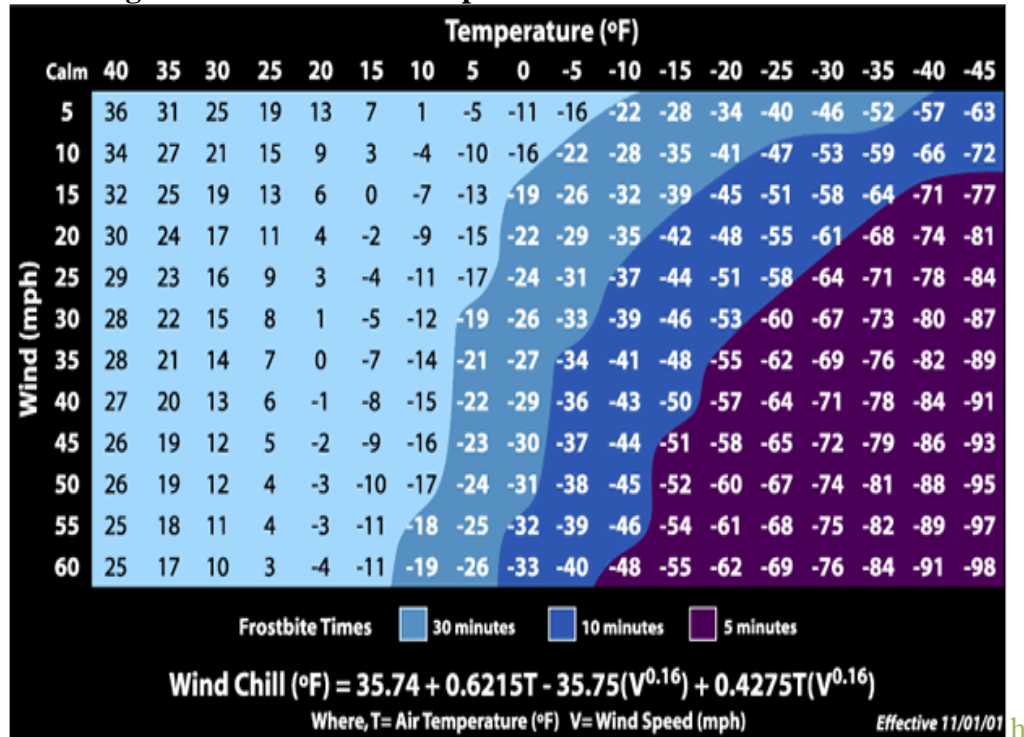 Temperature (ºF)
Calm 40 35 30 25 20 15 10 5 0 -5 -10 -15 -20 -25 -30 -35 -40 -45
5 36 31 25 19 13 7 1 -5 -11 -16 -22 -28 -34 -40 -46 -52 -57 -63
10 34 27 21 15 9 3 -4 -10 -16 -22 -28 -35 -41 -47 -53 -59 -66 -72
15 32 25 19 13 6 0 -7 -13 -19 -26 -32 -39 -45 -51 -58 -64 -71 -77
20 30 24 17 11 4 -2 -9 -15 -22 -29 -35 -42 -48 -55 -61 -68 -74 -81
25 29 23 16 9 3 -4 -11 -17 -24 -31 -37 -44 -51 -58 -64 -71 -78 -84
30 28 22 15 8 1 -5 -12 -19 -26 -33 -39 -46 -53 -60 -67 -73 -80 -87
35 28 21 14 7 0 -7 -14 -21 -27 -34 -41 -48 -55 -62 -69 -76 -82 -89
40 27 20 13 6 -1 -8 -15 -22 -29 -36 -43 -50 -57 -64 -71 -78 -84 -91
45 26 19 12 5 -2 -9 -16 -23 -30 -37 -44 -51 -58 -65 -72 -79 -86 -93
50 26 19 12 4 -3 -10 -17 -24 -31 -38 -45 -52 -60 -67 -74 -81 -88 -95
55 25 18 11 4 -3 -11 -18 -25 -32 -39 -46 -54 -61 -68 -75 -82 -89 -97
60 25 17 10 3 -4 -11 -19 -26 -33 -40 -48 -55 -62 -69 -76 -84 -91 -98
Wind (mph)
Frostbite Times 30 minutes 10 minutes 5 minutes
Wind Chill (ºF) = 35.74 + 0.6215T - 35.75(V^0.16) + 0.4275T(V^0.16)
Where, T= Air Temperature (ºF) V= Wind Speed (mph) Effective 11/01/01
h